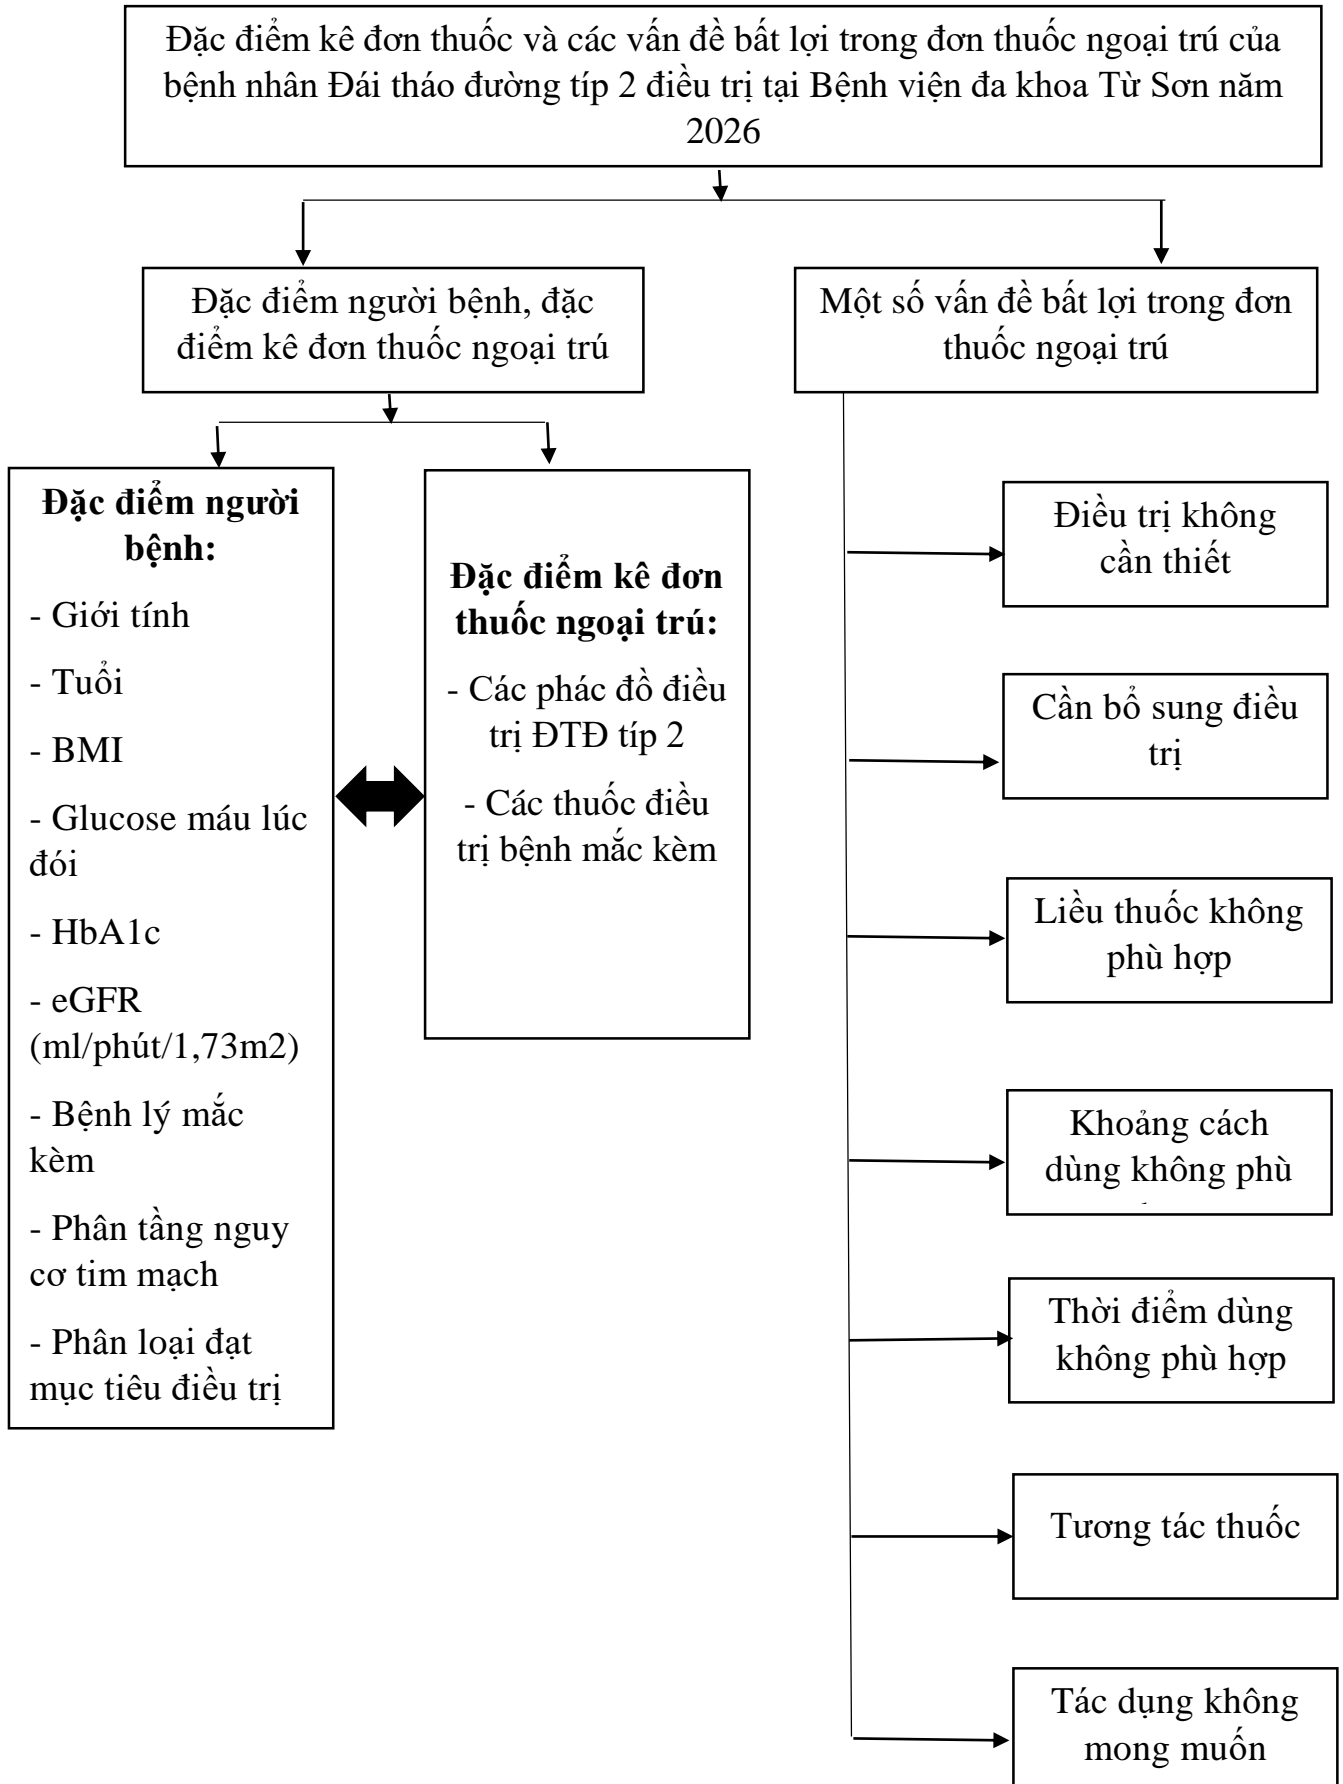 Đặc điểm kê đơn thuốc và các vấn đề bất lợi trong đơn thuốc ngoại trú của
bệnh nhân Đái tháo đường típ 2 điều trị tại Bệnh viện đa khoa Từ Sơn năm
2026
Đặc điểm người bệnh, đặc
điểm kê đơn thuốc ngoại trú
Một số vấn đề bất lợi trong đơn
thuốc ngoại trú
Đặc điểm người
bệnh:
- Giới tính
- Tuổi
- BMI
- Glucose máu lúc
đói
- HbA1c
- eGFR
(ml/phút/1,73m2)
- Bệnh lý mắc
kèm
- Phân tầng nguy
cơ tim mạch
- Phân loại đạt
mục tiêu điều trị
Đặc điểm kê đơn
thuốc ngoại trú:
- Các phác đồ điều
trị ĐTĐ típ 2
- Các thuốc điều
trị bệnh mắc kèm
Điều trị không
cần thiết
Cần bổ sung điều
trị
Liều thuốc không
phù hợp
Khoảng cách
dùng không phù
Thời điểm dùng
không phù hợp
Tương tác thuốc
Tác dụng không
mong muốn